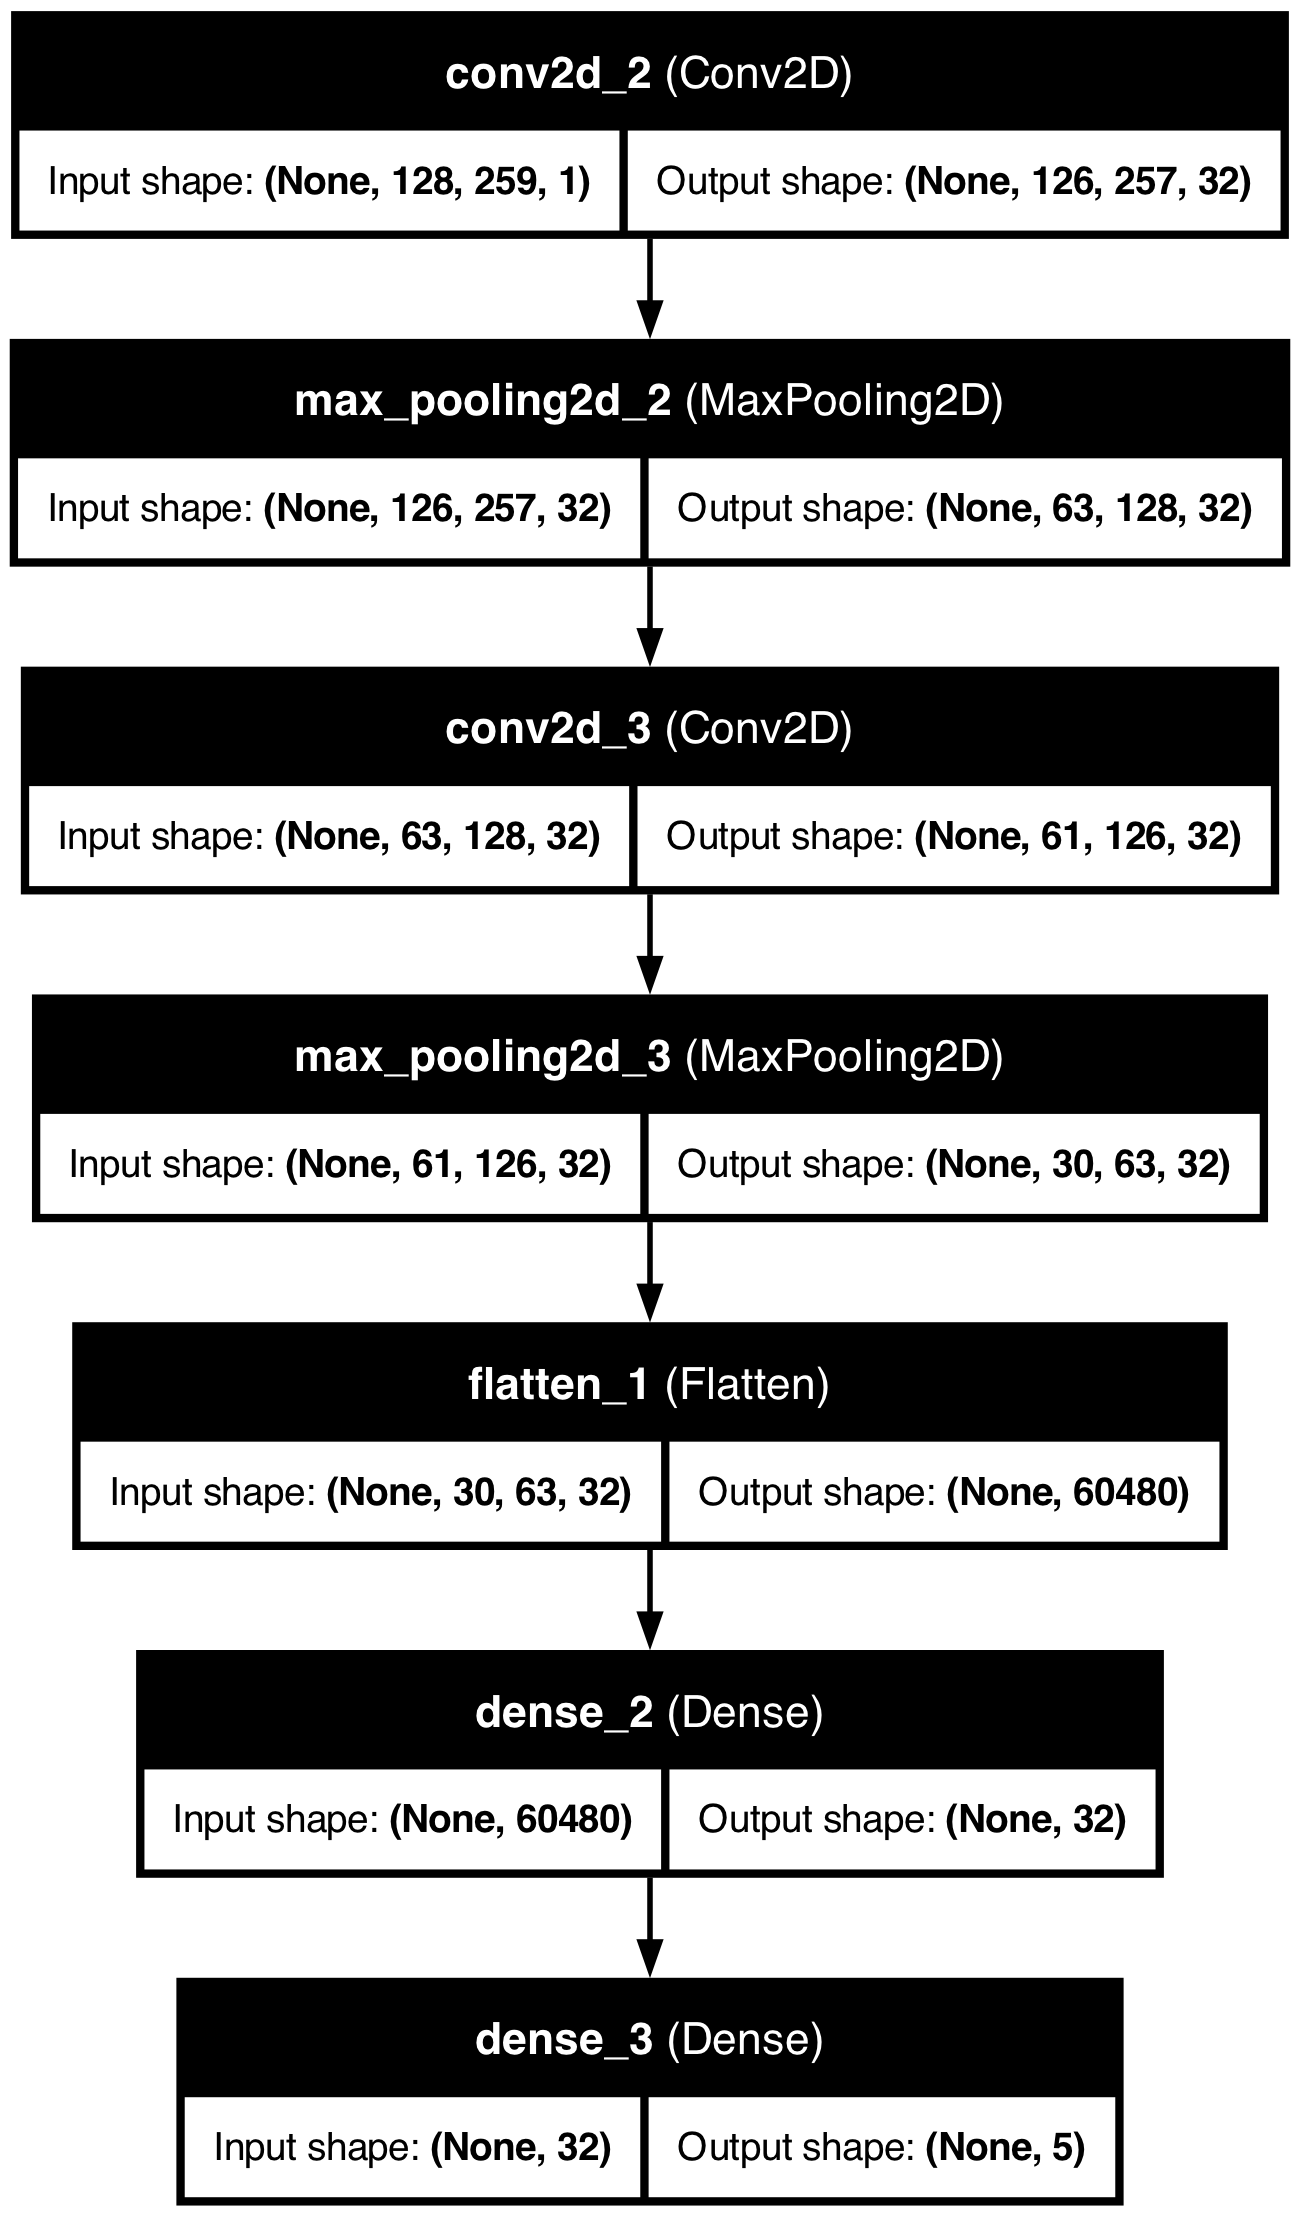 conv2d_2 (Conv2D)
Input shape: (None, 128, 259, 1) Output shape: (None, 126, 257, 32)
max_pooling2d_2 (MaxPooling2D)
Input shape: (None, 126, 257, 32) Output shape: (None, 63, 128, 32)
conv2d_3 (Conv2D)
Input shape: (None, 63, 128, 32) Output shape: (None, 61, 126, 32)
max_pooling2d_3 (MaxPooling2D)
Input shape: (None, 61, 126, 32) Output shape: (None, 30, 63, 32)
flatten_1 (Flatten)
Input shape: (None, 30, 63, 32) Output shape: (None, 60480)
dense_2 (Dense)
Input shape: (None, 60480) Output shape: (None, 32)
dense_3 (Dense)
Input shape: (None, 32) Output shape: (None, 5)